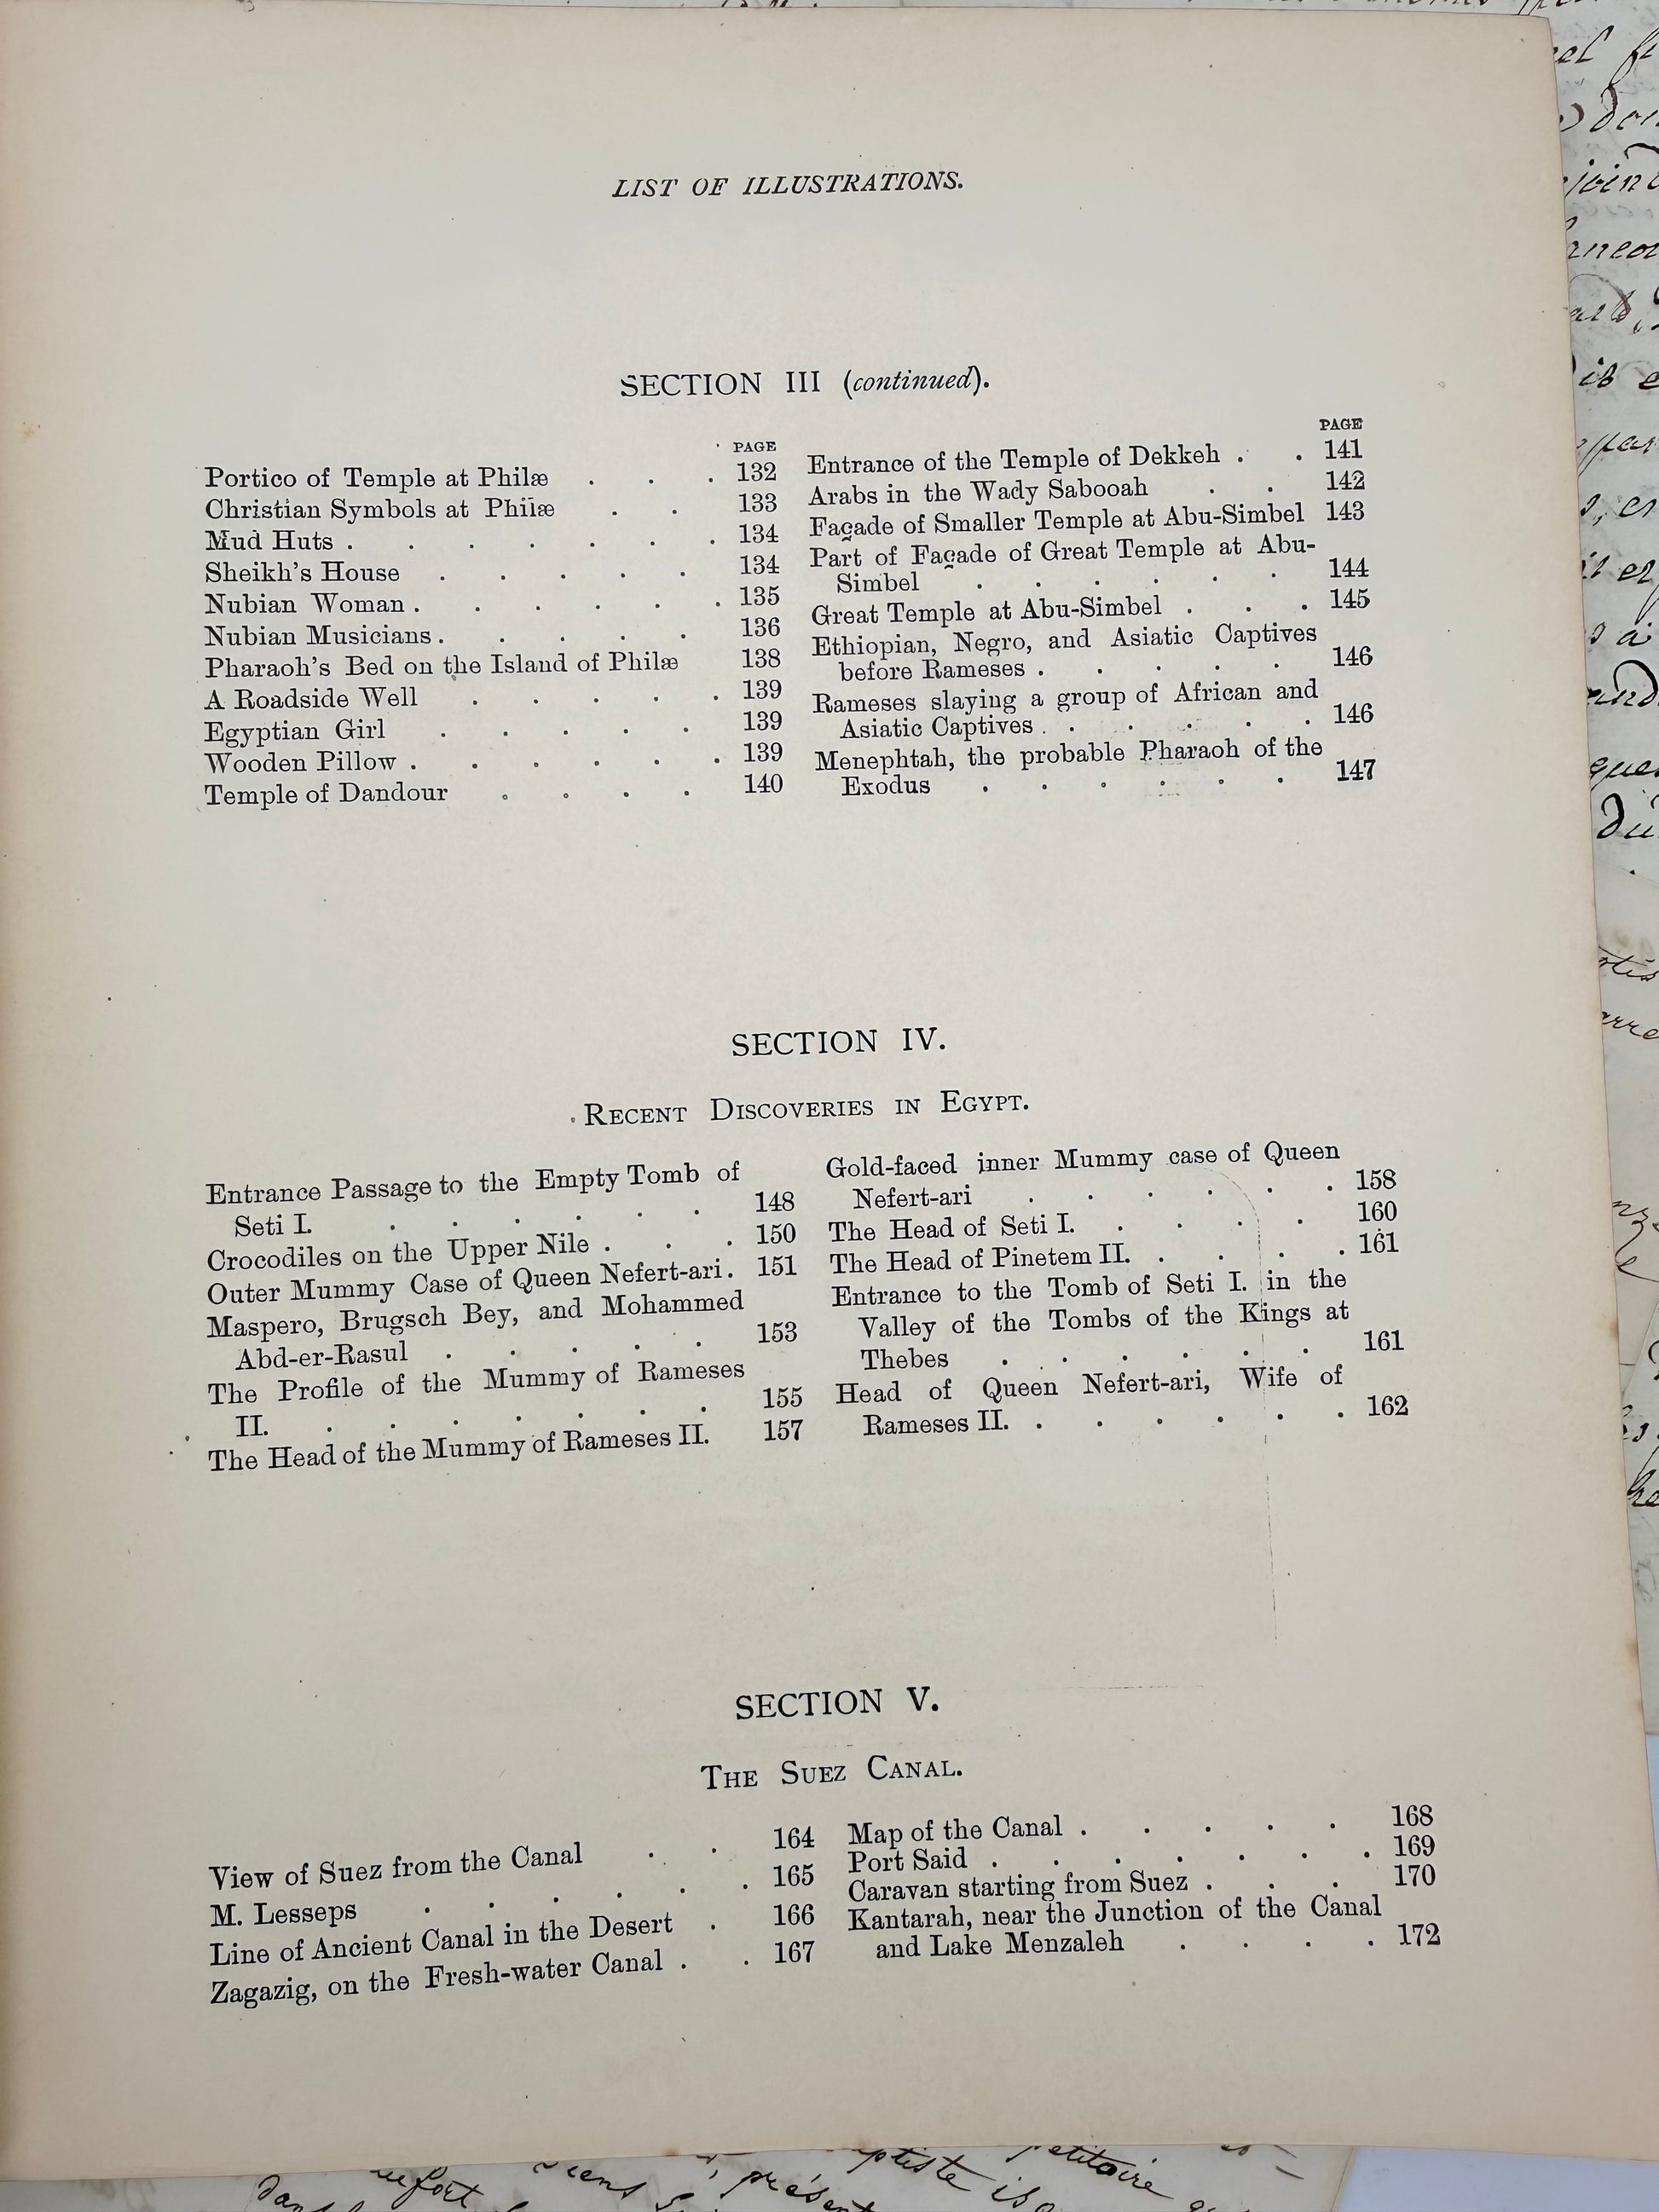 LIST OF ILLUSTRATIONS.
SECTION III (continued).
PAGE
Portico of Temple at Philæ . . . 132
Christian Symbols at Philæ . . 133
Mud Huts . . . . . . . 134
Sheikh's House . . . . . 134
Nubian Woman . . . . . . 135
Nubian Musicians . . . . . 136
Pharaoh's Bed on the Island of Philæ 138
A Roadside Well . . . . . 139
Egyptian Girl . . . . . 139
Wooden Pillow . . . . . . 139
Temple of Dandour . . . . 140
PAGE
Entrance of the Temple of Dekkeh . . 141
Arabs in the Wady Sabooah . . 142
Façade of Smaller Temple at Abu-Simbel 143
Part of Façade of Great Temple at Abu-
Simbel . . . . . . 144
Great Temple at Abu-Simbel . . . 145
Ethiopian, Negro, and Asiatic Captives
before Rameses . . . . . 146
Rameses slaying a group of African and
Asiatic Captives . . . . . . 146
Menephtah, the probable Pharaoh of the
Exodus . . . . . . 147
SECTION IV.
RECENT DISCOVERIES IN EGYPT.
Entrance Passage to the Empty Tomb of
Seti I. . . . . . . 148
Crocodiles on the Upper Nile . . . 150
Outer Mummy Case of Queen Nefert-ari . 151
Maspero, Brugsch Bey, and Mohammed
Abd-er-Rasul . . . . . 153
The Profile of the Mummy of Rameses
II. . . . . . . . 155
The Head of the Mummy of Rameses II. 157
Gold-faced inner Mummy case of Queen
Nefert-ari . . . . . . 158
The Head of Seti I. . . . . 160
The Head of Pinetem II. . . . . 161
Entrance to the Tomb of Seti I. in the
Valley of the Tombs of the Kings at
Thebes . . . . . . 161
Head of Queen Nefert-ari, Wife of
Rameses II. . . . . . . 162
SECTION V.
THE SUEZ CANAL.
View of Suez from the Canal . . 164
M. Lesseps . . . . . . 165
Line of Ancient Canal in the Desert . 166
Zagazig, on the Fresh-water Canal . . 167
Map of the Canal . . . . . 168
Port Said . . . . . . . 169
Caravan starting from Suez . . . 170
Kantarah, near the Junction of the Canal
and Lake Menzaleh . . . . 172